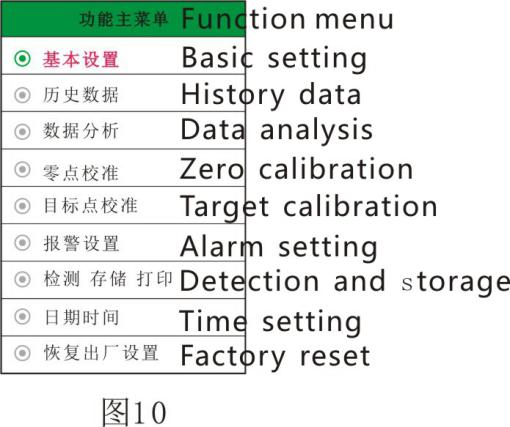 功能主菜单 Function menu
基本设置 Basic setting
历史数据 History data
数据分析 Data analysis
零点校准 Zero calibration
目标点校准 Target calibration
报警设置 Alarm setting
检测 存储 打印 Detection and storage
日期时间 Time setting
恢复出厂设置 Factory reset
图10